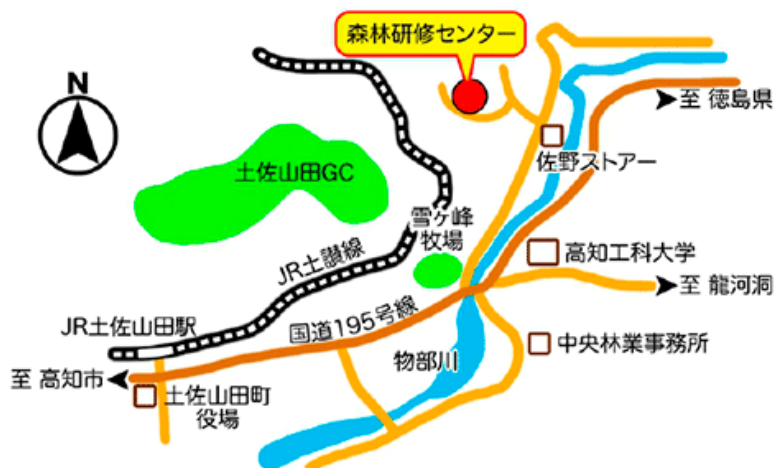 森林研修センター
N
至 徳島県
佐野ストアー
土佐山田GC
雪ヶ峰
牧場
高知工科大学
JR土讃線
至 龍河洞
JR土佐山田駅
国道195号線
中央林業事務所
物部川
至 高知市
土佐山田町
役場